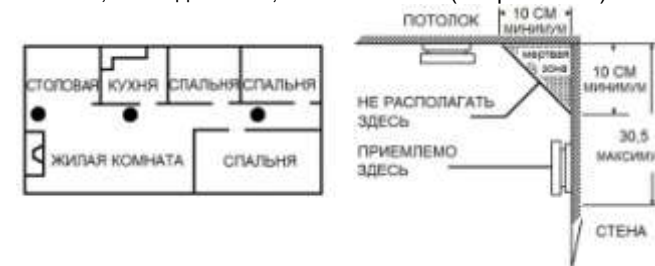 СТОЛОВАЯ КУХНЯ СПАЛЬНЯ СПАЛЬНЯ
ЖИЛАЯ КОМНАТА СПАЛЬНЯ
ПОТОЛОК
10 СМ
МИНИМУМ
мертвая
зона
10 СМ
МИНИМУМ
НЕ РАСПОЛАГАТЬ
ЗДЕСЬ
ПРИЕМЛЕМО
ЗДЕСЬ
30,5
МАКСИМУ
СТЕНА